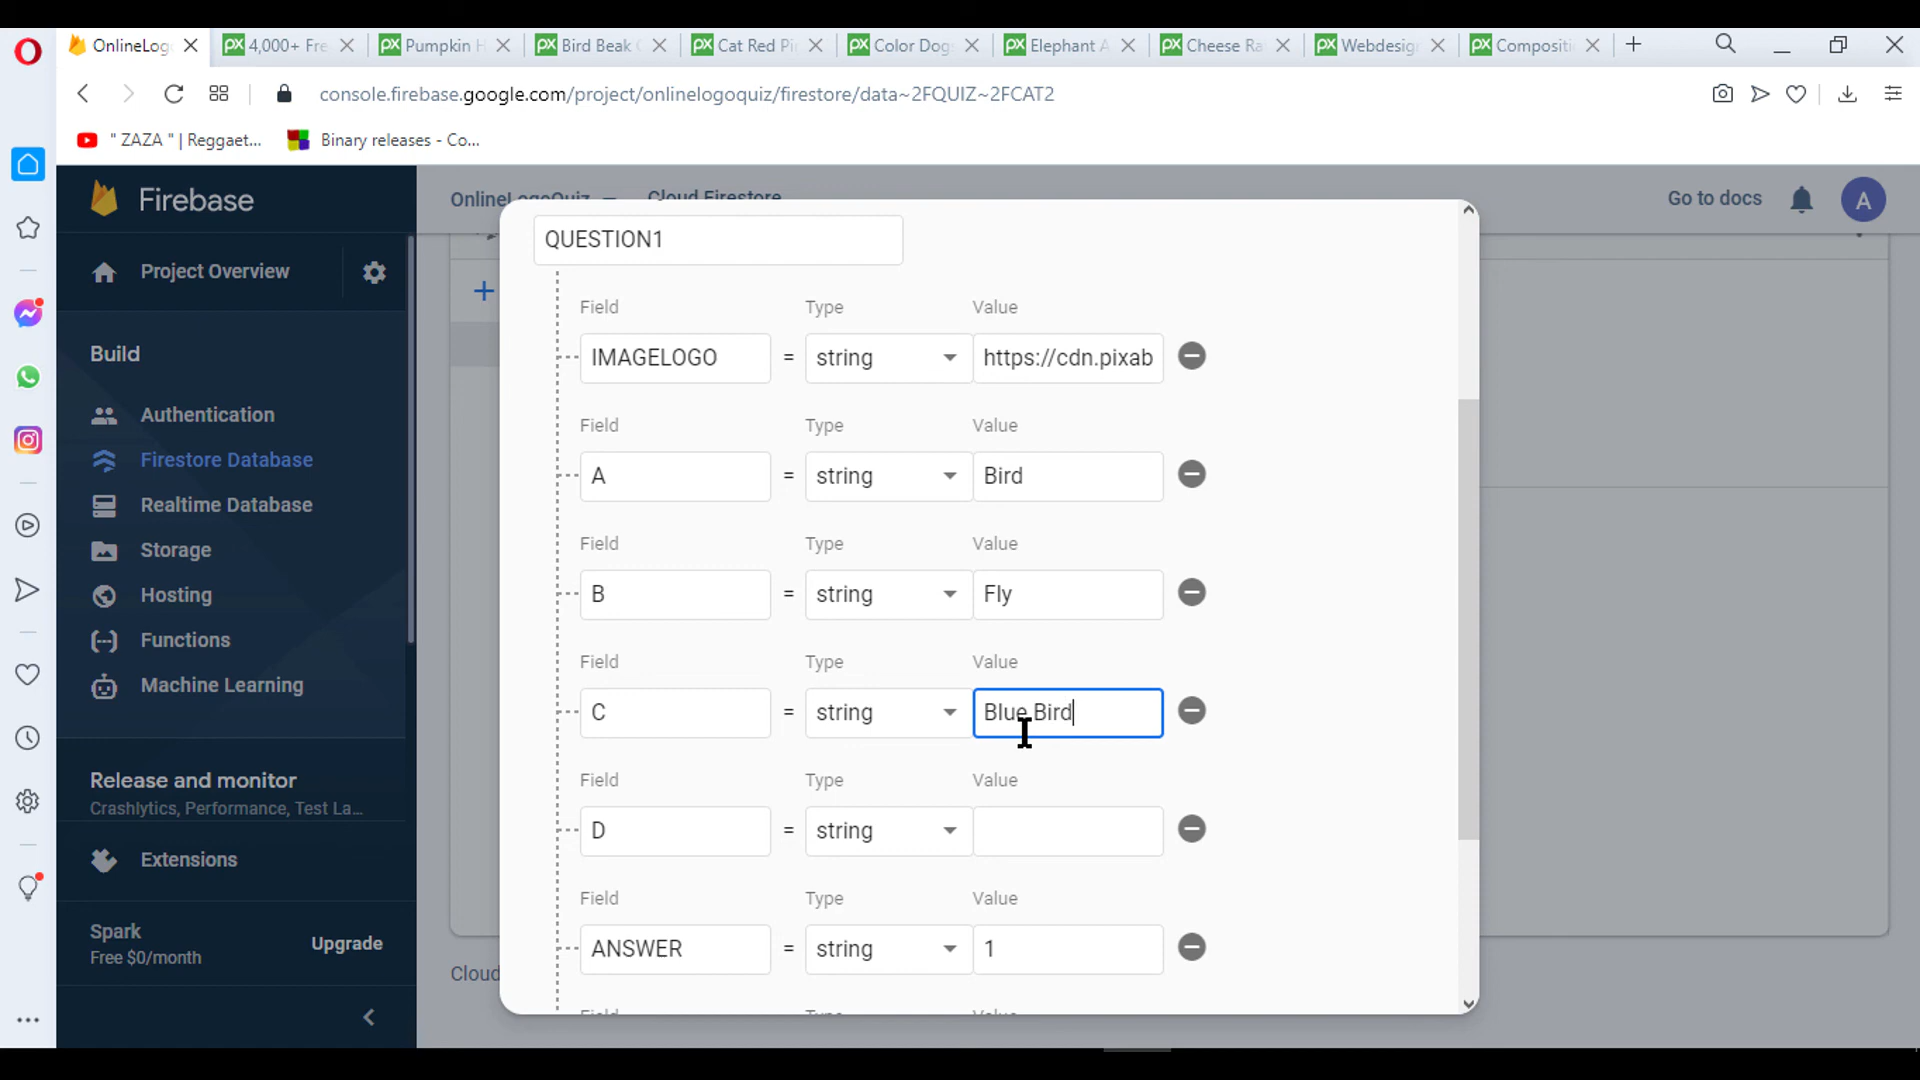 OnlineLog
4,000+ Fre
Pumpkin H
Bird Beak
Cat Red Pi
Color Dog
Elephant A
Cheese Ra
Webdesig
Compositi
console.firebase.google.com/project/onlinelogoquiz/firestore/data~2FQUIZ~2FCAT2
" ZAZA " | Reggaet...
Binary releases - Co...
Firebase
OnlineLogoQuiz
Cloud Firestore
Go to docs
A
Project Overview
Build
Authentication
Firestore Database
Realtime Database
Storage
Hosting
Functions
Machine Learning
Release and monitor
Crashlytics, Performance, Test La...
Extensions
Spark
Free $0/month
Upgrade
QUESTION1
Field Type Value
IMAGELOGO = string https://cdn.pixab
Field Type Value
A = string Bird
Field Type Value
B = string Fly
Field Type Value
C = string Blue Bird
Field Type Value
D = string
Field Type Value
ANSWER = string 1
Field Type Value
Cloud